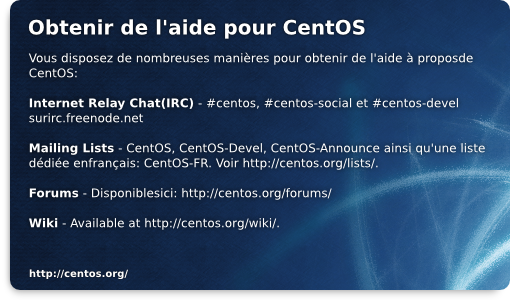 Obtenir de l'aide pour CentOS
Vous disposez de nombreuses manières pour obtenir de l'aide à proposde
CentOS:
Internet Relay Chat(IRC) - #centos, #centos-social et #centos-devel
surirc.freenode.net
Mailing Lists - CentOS, CentOS-Devel, CentOS-Announce ainsi qu'une liste
dédiée enfrançais: CentOS-FR. Voir http://centos.org/lists/.
Forums - Disponiblesici: http://centos.org/forums/
Wiki - Available at http://centos.org/wiki/.
http://centos.org/